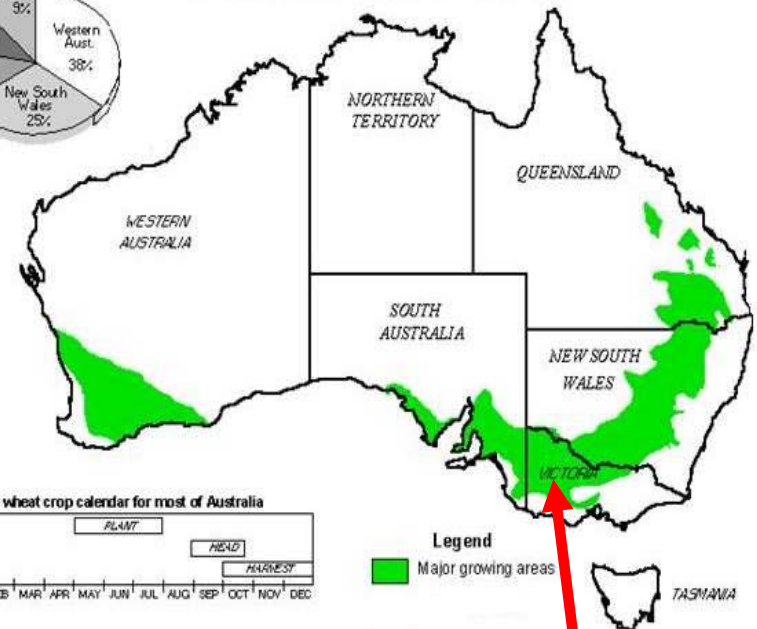 9%
Western
Aust.
38%
New South
Wales
25%
NORTHERN
TERRITORY
QUEENSLAND
WESTERN
AUSTRALIA
SOUTH
AUSTRALIA
NEW SOUTH
WALES
VICTORIA
wheat crop calendar for most of Australia
PLANT
HEAD
HARVEST
MAR APR MAY JUN JUL AUG SEP OCT NOV DEC
Legend
Major growing areas
TASMANIA